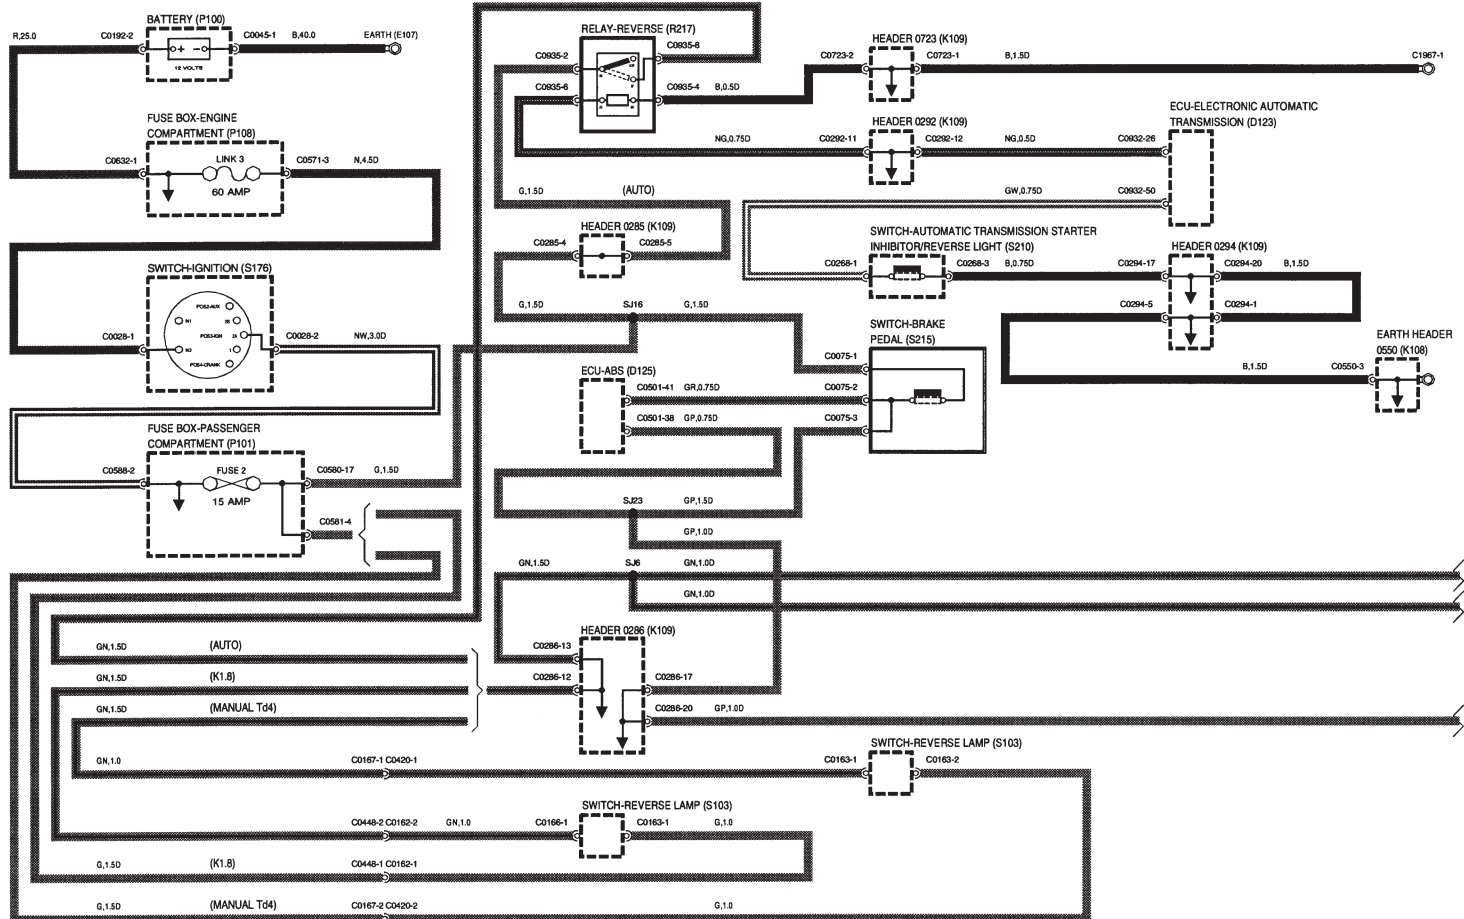 BATTERY (P100)
R,25.0
C0192-2
C0045-1
B,40.0
EARTH (E107)
+ -
12 VOLTS
FUSE BOX-ENGINE
COMPARTMENT (P108)
C0632-1
LINK 3
60 AMP
C0571-3
N,4.5D
SWITCH-IGNITION (S176)
POS2-AUX
IN1
2B
POS3-IGN
2A
IN2
1
POS4-CRANK
C0028-1
C0028-2
NW,3.0D
FUSE BOX-PASSENGER
COMPARTMENT (P101)
C0588-2
FUSE 2
15 AMP
C0580-17
G,1.5D
C0581-4
RELAY-REVERSE (R217)
C0935-2
C0935-8
C0935-6
C0935-4
B,0.5D
HEADER 0723 (K109)
C0723-2
C0723-1
B,1.5D
C1967-1
ECU-ELECTRONIC AUTOMATIC
TRANSMISSION (D123)
HEADER 0292 (K109)
NG,0.75D
C0292-11
C0292-12
NG,0.5D
C0932-26
GW,0.75D
C0932-50
G,1.5D
(AUTO)
HEADER 0285 (K109)
C0285-4
C0285-5
SWITCH-AUTOMATIC TRANSMISSION STARTER
INHIBITOR/REVERSE LIGHT (S210)
C0268-1
C0268-3
B,0.75D
HEADER 0294 (K109)
C0294-17
C0294-20
B,1.5D
C0294-5
C0294-1
G,1.5D
SJ16
G,1.5D
SWITCH-BRAKE
PEDAL (S215)
EARTH HEADER
0550 (K108)
B,1.5D
C0550-3
C0075-1
ECU-ABS (D125)
C0501-41
GR,0.75D
C0075-2
C0501-38
GP,0.75D
C0075-3
SJ23
GP,1.5D
GP,1.0D
GN,1.5D
SJ6
GN,1.0D
GN,1.0D
HEADER 0286 (K109)
C0286-13
C0286-12
C0286-17
C0286-20
GP,1.0D
GN,1.5D
(AUTO)
GN,1.5D
(K1.8)
GN,1.5D
(MANUAL Td4)
SWITCH-REVERSE LAMP (S103)
GN,1.0
C0167-1 C0420-1
C0163-1
C0163-2
SWITCH-REVERSE LAMP (S103)
C0448-2 C0162-2
GN,1.0
C0166-1
C0163-1
G,1.0
G,1.5D
(K1.8)
C0448-1 C0162-1
G,1.5D
(MANUAL Td4)
C0167-2 C0420-2
G,1.0